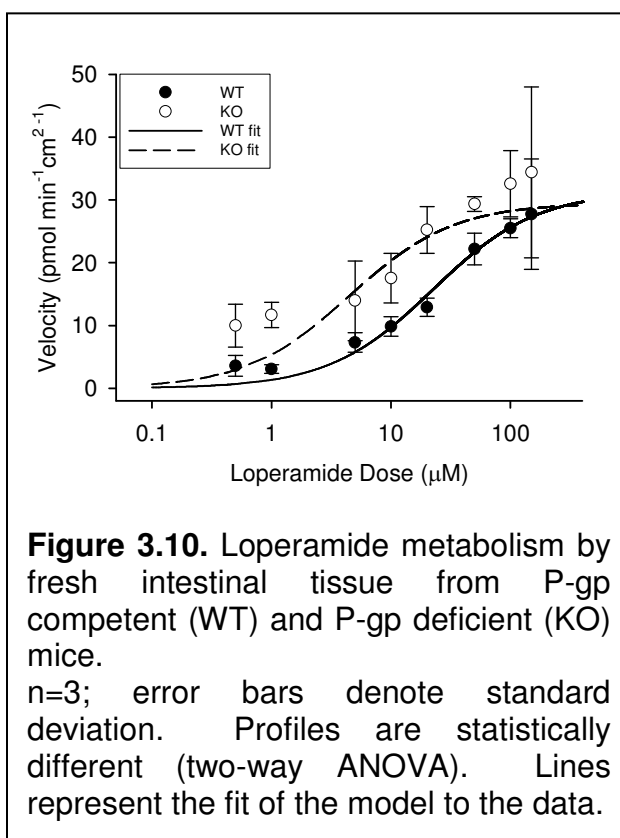 50
40
30
20
10
0
Velocity (pmol min⁻¹cm²⁻¹)
WT
KO
WT fit
KO fit
0.1 1 10 100
Loperamide Dose (μM)
Figure 3.10. Loperamide metabolism by
fresh intestinal tissue from P-gp
competent (WT) and P-gp deficient (KO)
mice.
n=3; error bars denote standard
deviation. Profiles are statistically
different (two-way ANOVA). Lines
represent the fit of the model to the data.